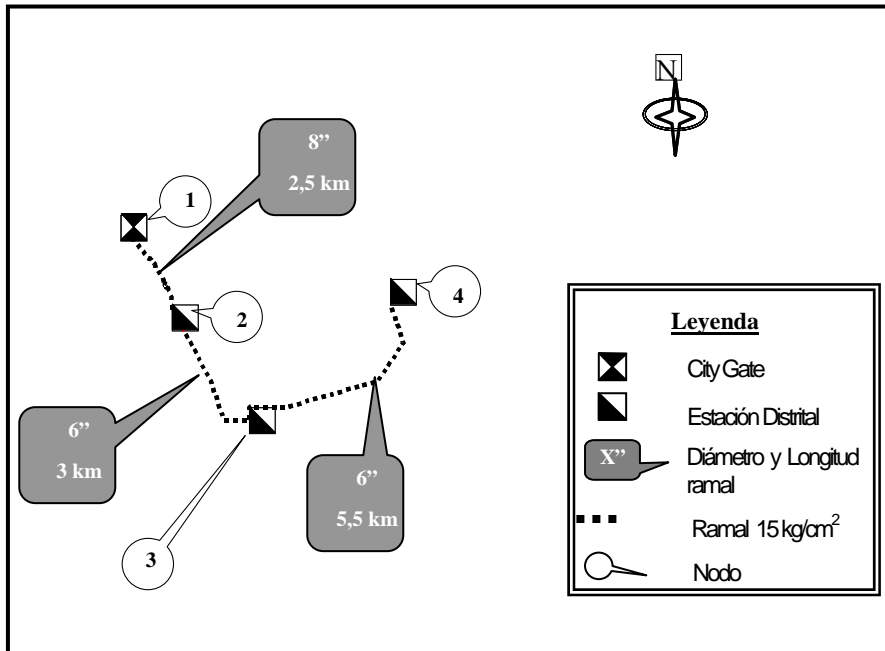 N
8”
2,5 km
1
4
2
6”
3 km
6”
5,5 km
3
Leyenda
City Gate
Estación Distrital
X”
Diámetro y Longitud
ramal
Ramal 15 kg/cm²
Nodo